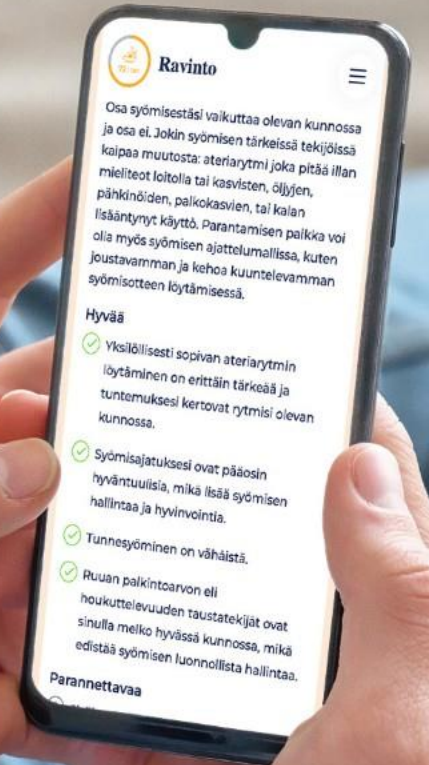 Ravinto
Osa syömisestäsi vaikuttaa olevan kunnossa
ja osa ei. Jokin syömisen tärkeissä tekijöissä
kaipaa muutosta: ateriarytmi joka pitää illan
mieliteot loitolla tai kasvisten, öljyjen,
pähkinöiden, palkokasvien, tai kalan
lisääntynyt käyttö. Parantamisen paikka voi
olla myös syömisen ajattelumallissa, kuten
joustavamman ja kehoa kuuntelevamman
syömisotteen löytämisessä.
Hyvää
Yksilöllisesti sopivan ateriarytmin
löytäminen on erittäin tärkeää ja
tuntemuksesi kertovat rytmisi olevan
kunnossa.
Syömisajatuksesi ovat pääosin
hyväntuulisia, mikä lisää syömisen
hallintaa ja hyvinvointia.
Tunnesyöminen on vähäistä.
Ruuan palkintoarvon eli
houkuttelevuuden taustatekijät ovat
sinulla melko hyvässä kunnossa, mikä
edistää syömisen luonnollista hallintaa.
Parannettavaa